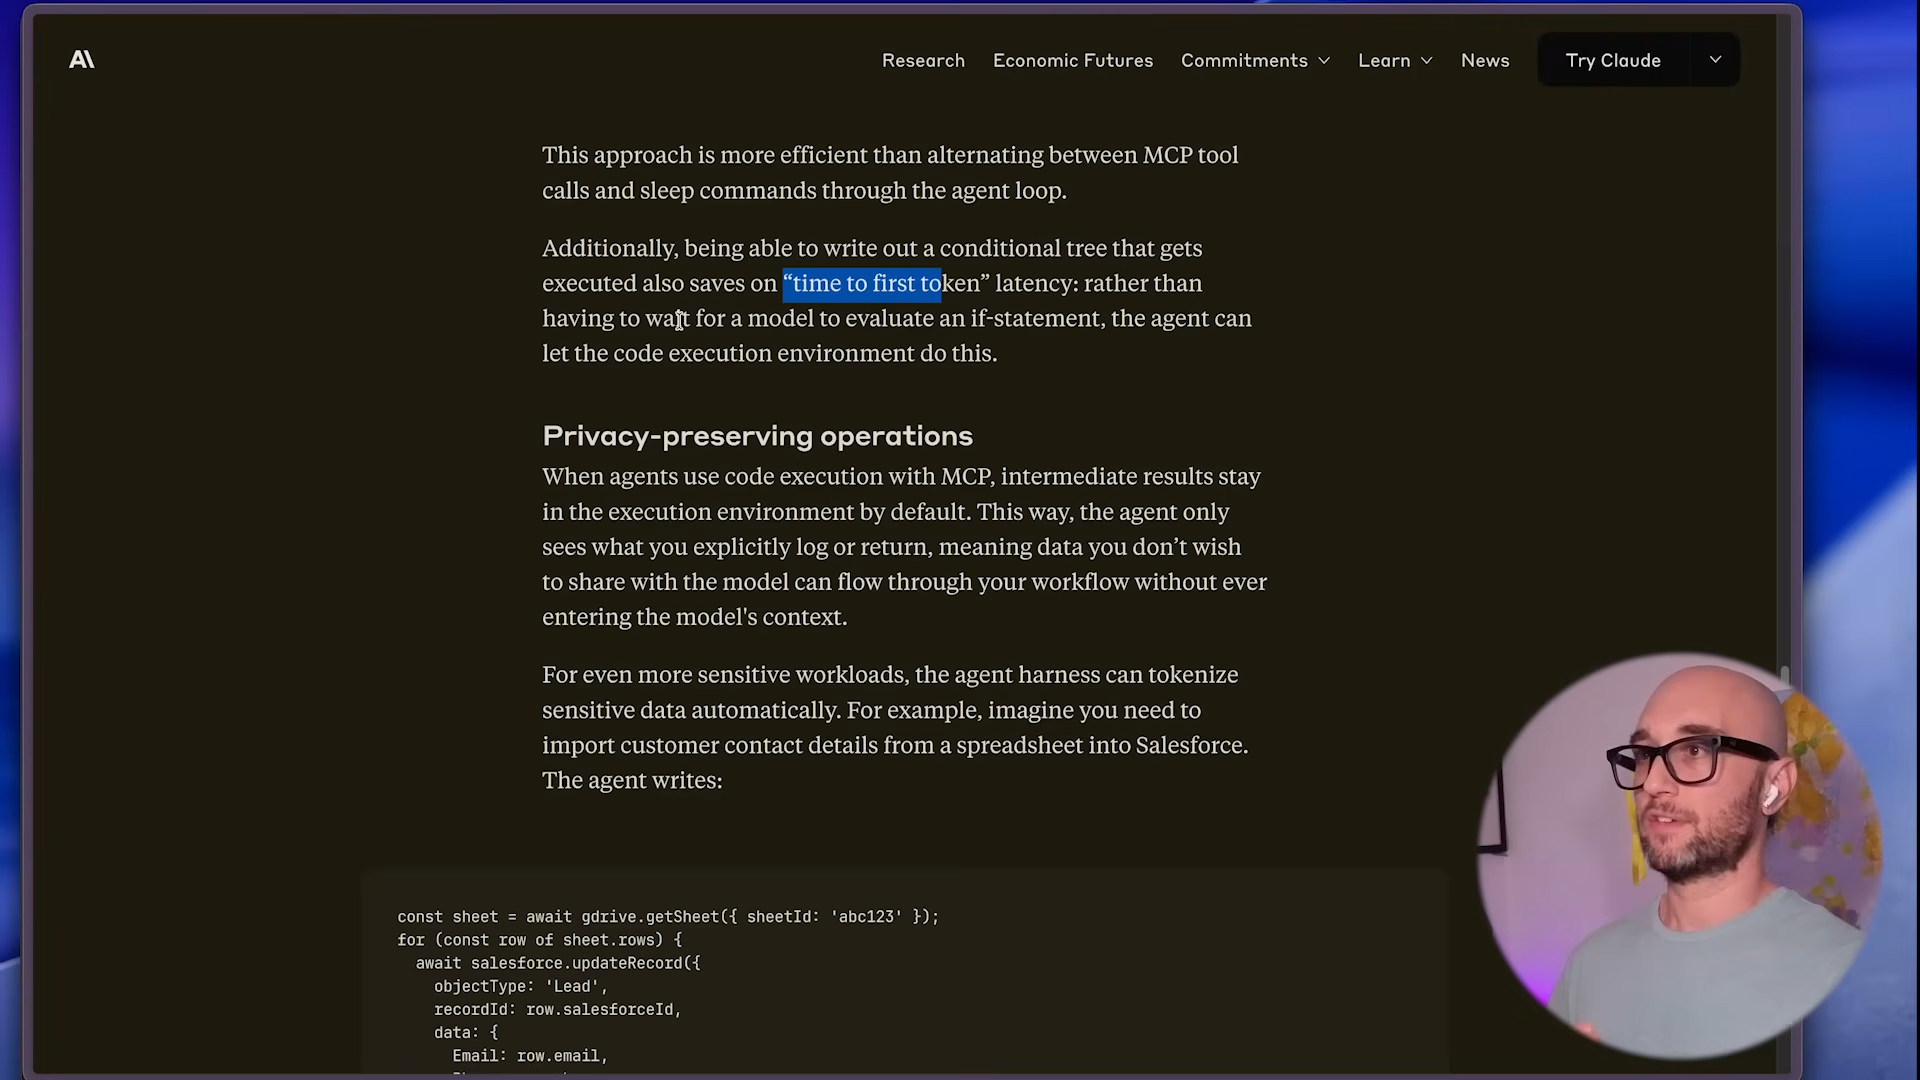 A\
Research
Economic Futures
Commitments
Learn
News
Try Claude
This approach is more efficient than alternating between MCP tool
calls and sleep commands through the agent loop.
Additionally, being able to write out a conditional tree that gets
executed also saves on “time to first token” latency: rather than
having to wait for a model to evaluate an if-statement, the agent can
let the code execution environment do this.
Privacy-preserving operations
When agents use code execution with MCP, intermediate results stay
in the execution environment by default. This way, the agent only
sees what you explicitly log or return, meaning data you don’t wish
to share with the model can flow through your workflow without ever
entering the model's context.
For even more sensitive workloads, the agent harness can tokenize
sensitive data automatically. For example, imagine you need to
import customer contact details from a spreadsheet into Salesforce.
The agent writes:
const sheet = await gdrive.getSheet({ sheetId: 'abc123' });
for (const row of sheet.rows) {
  await salesforce.updateRecord({
    objectType: 'Lead',
    recordId: row.salesforceId,
    data: {
      Email: row.email,